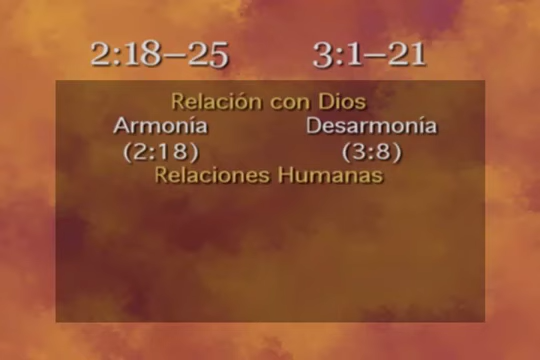 2:18–25 3:1–21
Relación con Dios
Armonía Desarmonía
(2:18) (3:8)
Relaciones Humanas